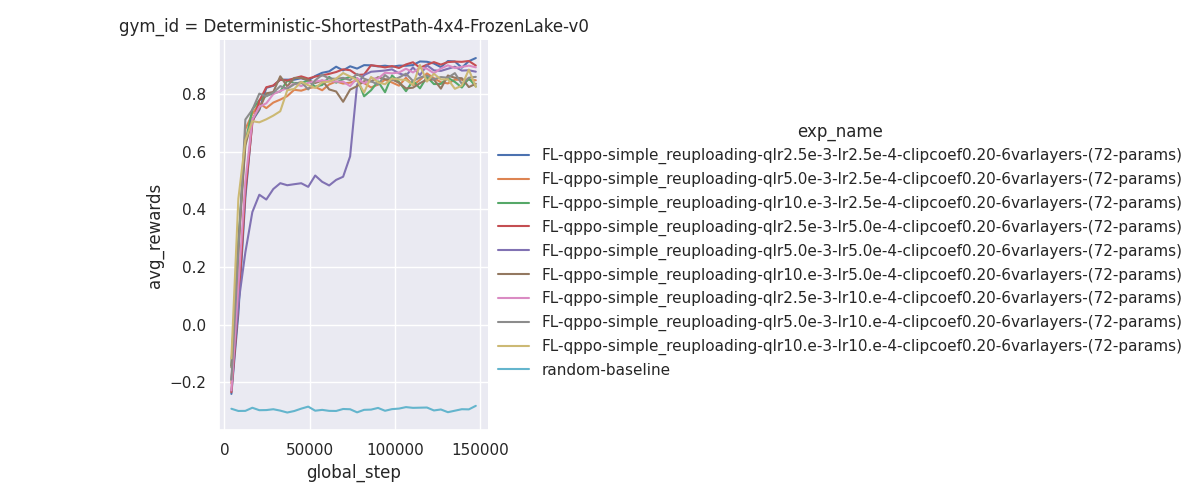 gym_id = Deterministic-ShortestPath-4x4-FrozenLake-v0
avg_rewards
0.8
0.6
0.4
0.2
0.0
−0.2
0
50000
100000
150000
global_step
exp_name
FL-qppo-simple_reuploading-qlr2.5e-3-lr2.5e-4-clipcoef0.20-6varlayers-(72-params)
FL-qppo-simple_reuploading-qlr5.0e-3-lr2.5e-4-clipcoef0.20-6varlayers-(72-params)
FL-qppo-simple_reuploading-qlr10.e-3-lr2.5e-4-clipcoef0.20-6varlayers-(72-params)
FL-qppo-simple_reuploading-qlr2.5e-3-lr5.0e-4-clipcoef0.20-6varlayers-(72-params)
FL-qppo-simple_reuploading-qlr5.0e-3-lr5.0e-4-clipcoef0.20-6varlayers-(72-params)
FL-qppo-simple_reuploading-qlr10.e-3-lr5.0e-4-clipcoef0.20-6varlayers-(72-params)
FL-qppo-simple_reuploading-qlr2.5e-3-lr10.e-4-clipcoef0.20-6varlayers-(72-params)
FL-qppo-simple_reuploading-qlr5.0e-3-lr10.e-4-clipcoef0.20-6varlayers-(72-params)
FL-qppo-simple_reuploading-qlr10.e-3-lr10.e-4-clipcoef0.20-6varlayers-(72-params)
random-baseline